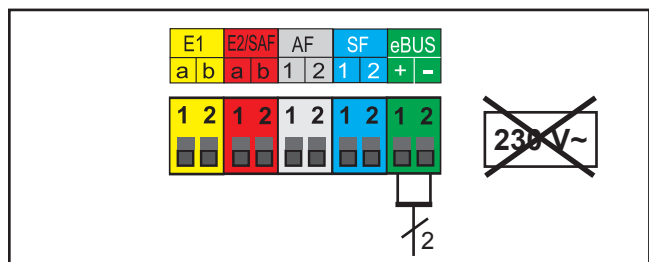 E1 E2/SAF AF SF eBUS
a b a b 1 2 1 2 + -
1 2 1 2 1 2 1 2 1 2
230 V~
2